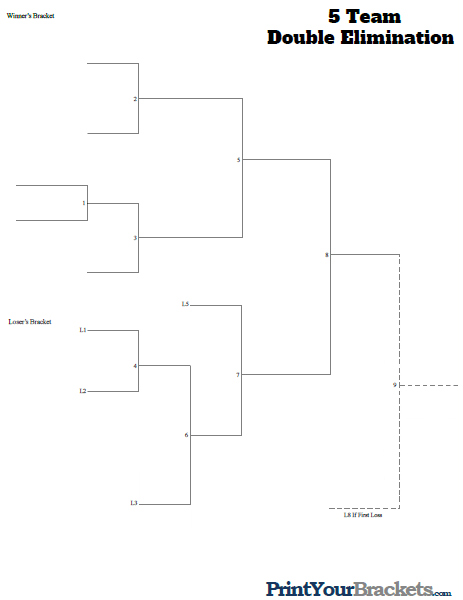 Winner's Bracket
5 Team
Double Elimination
2
5
1
3
8
L5
Loser's Bracket
L1
4
7
9
L2
6
L3
L8 If First Loss
PrintYourBrackets.com